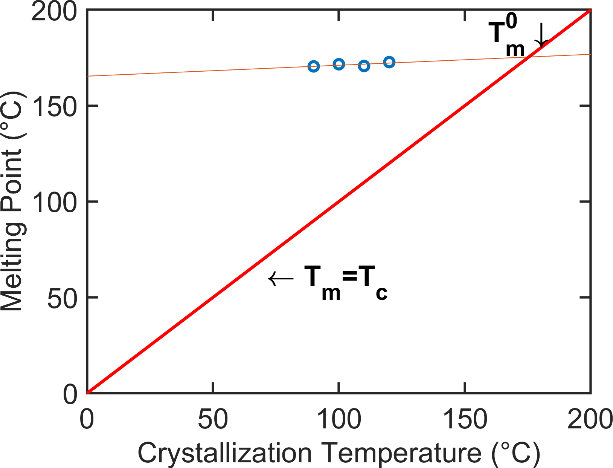 200
150
100
50
0
Melting Point (°C)
T_m^0 ↓
← T_m=T_c
0 50 100 150 200
Crystallization Temperature (°C)